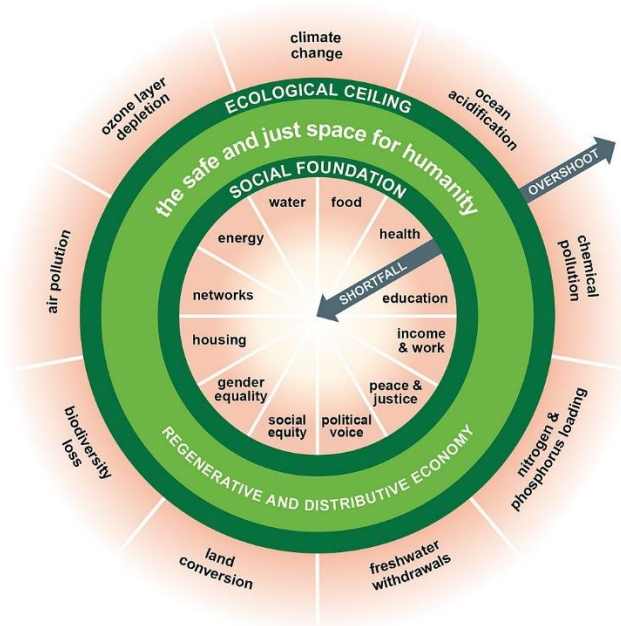 climate
change
ozone layer
depletion
ocean
acidification
ECOLOGICAL CEILING
the safe and just space for humanity
OVERSHOOT
SOCIAL FOUNDATION
water
food
energy
health
air pollution
chemical
pollution
SHORTFALL
networks
education
housing
income
& work
gender
equality
peace &
justice
social
equity
political
voice
biodiversity
loss
nitrogen &
phosphorus loading
REGENERATIVE AND DISTRIBUTIVE ECONOMY
land
conversion
freshwater
withdrawals